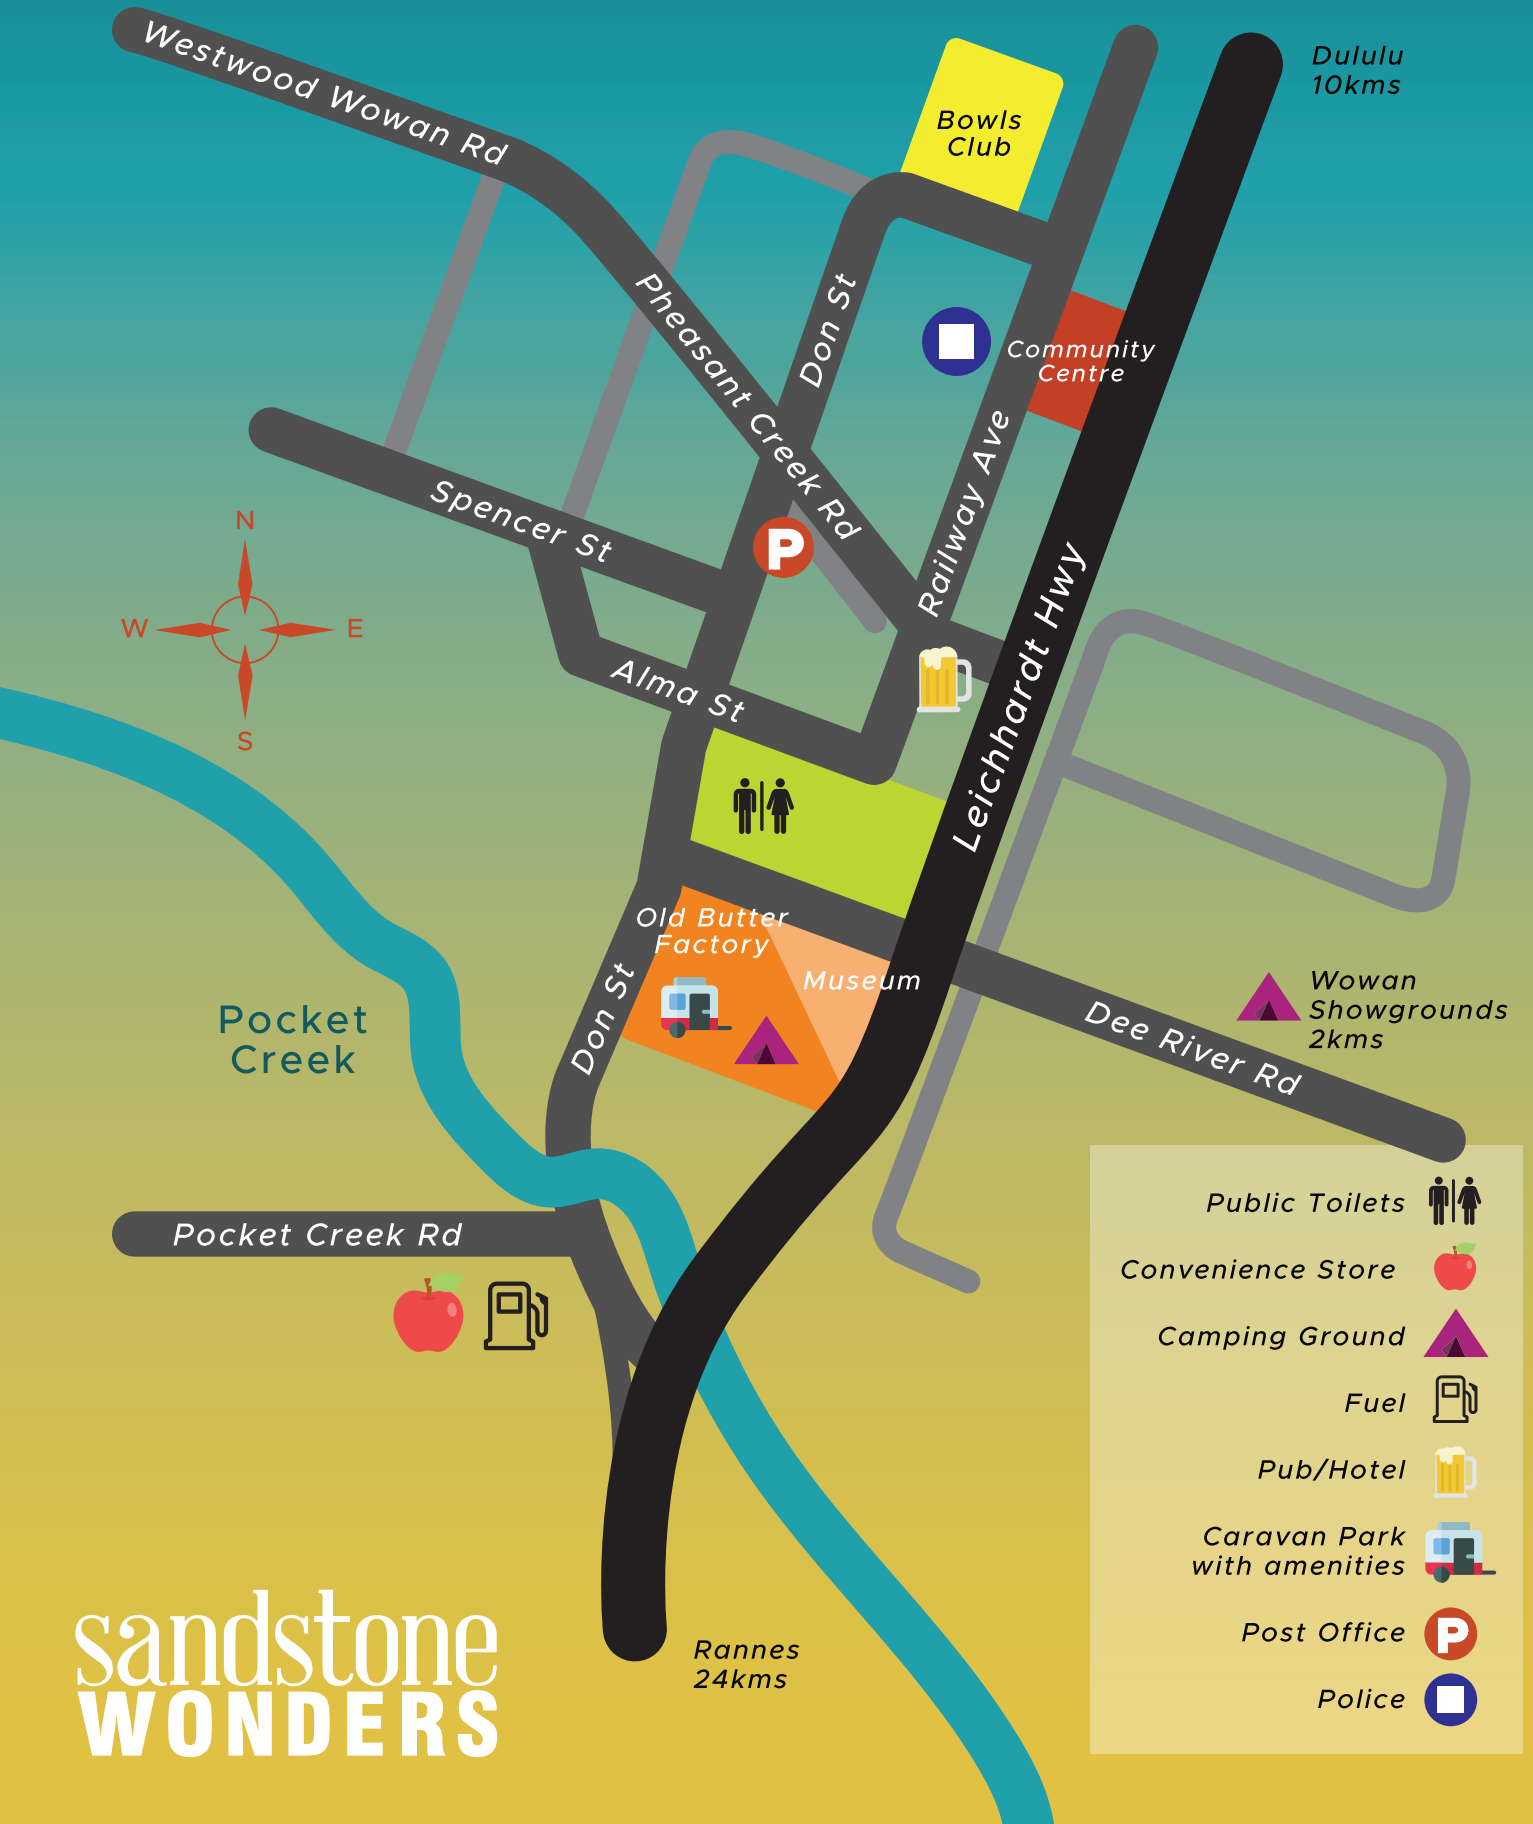 Westwood Wowan Rd
Dululu
10kms
Bowls
Club
Pheasant Creek Rd
Don St
Community
Centre
Railway Ave
Spencer St
P
N
W
E
S
Alma St
Leichhardt Hwy
Old Butter
Factory
Museum
Don St
Pocket
Creek
Dee River Rd
Wowan
Showgrounds
2kms
Pocket Creek Rd
Public Toilets
Convenience Store
Camping Ground
Fuel
Pub/Hotel
Caravan Park
with amenities
Post Office
P
Police
Rannes
24kms
sandstone
WONDERS